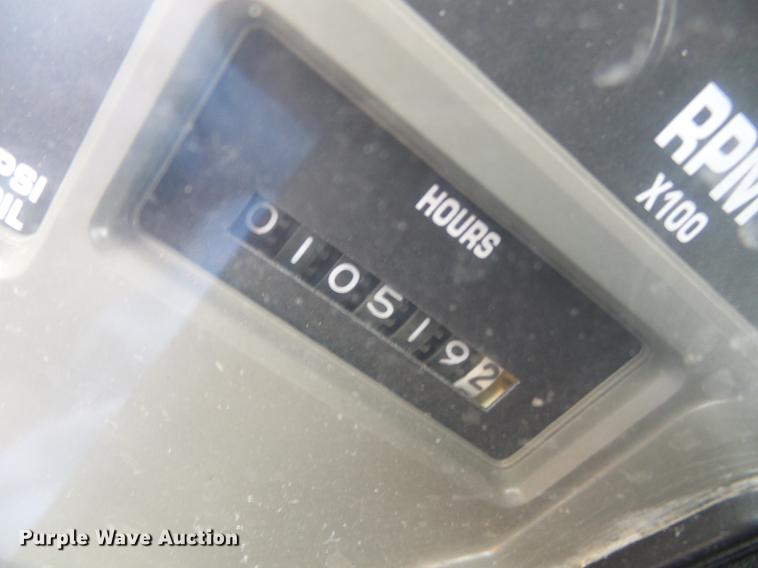 PSI
OIL
HOURS
0105192
RPM
X100
Purple Wave Auction